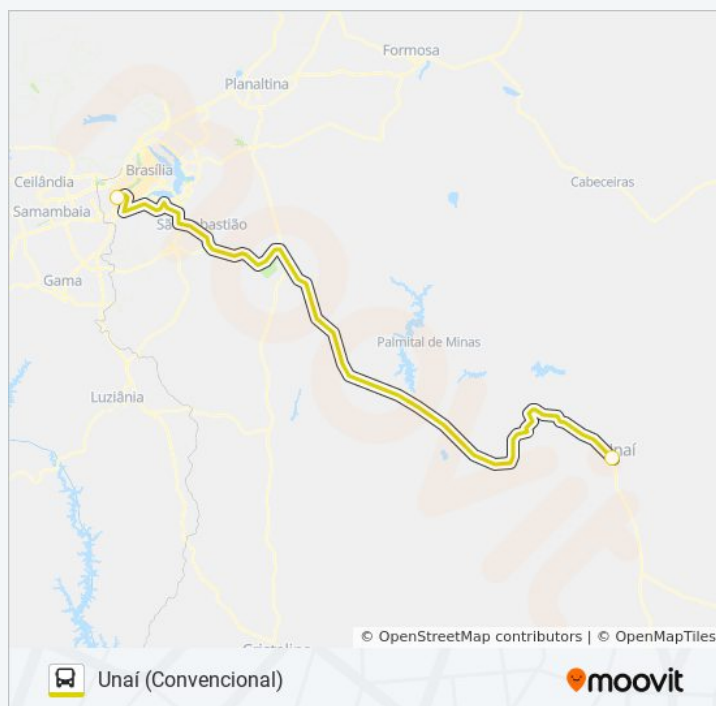 Formosa
Planaltina
Brasília
Ceilândia
Cabeceiras
Samambaia
São Sebastião
Gama
Palmital de Minas
Luziânia
Unaí
Cristalina
© OpenStreetMap contributors | © OpenMapTiles
Unaí (Convencional)
moovit